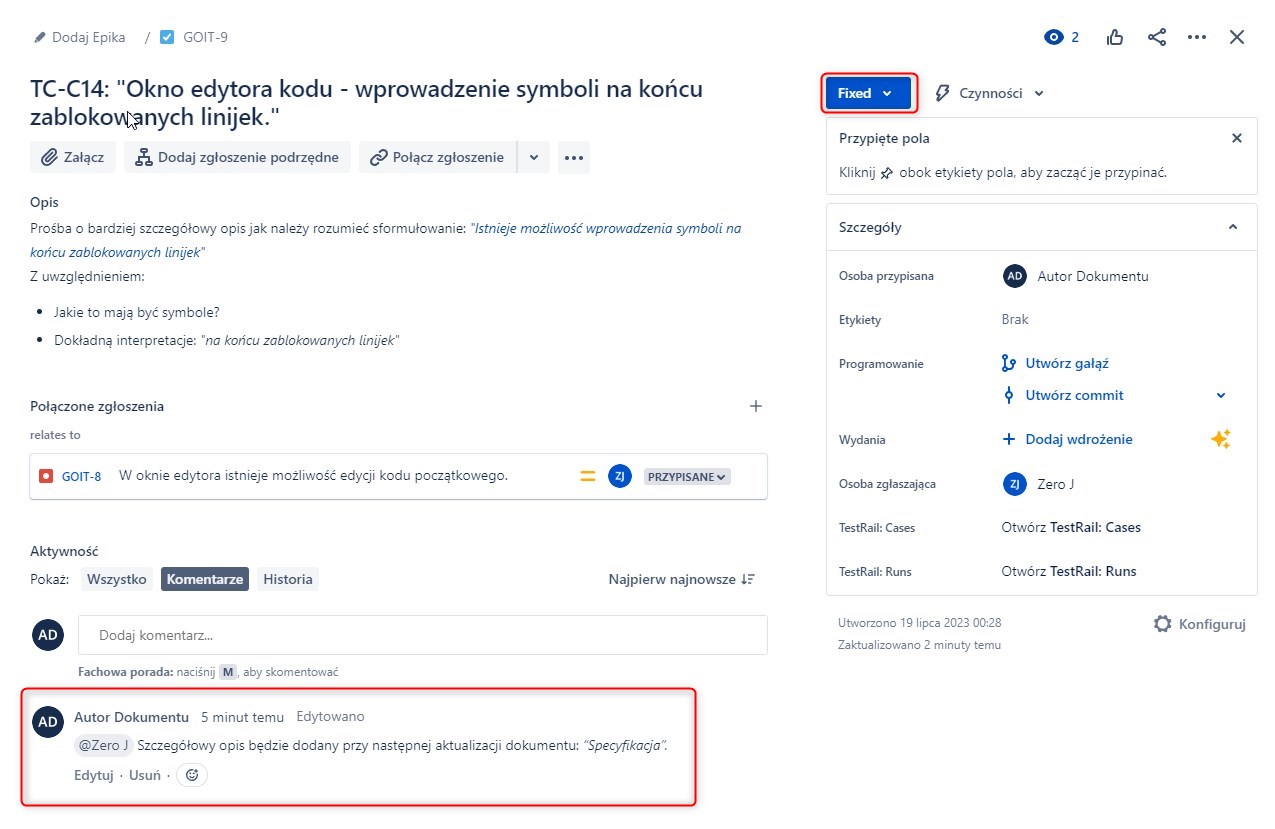 Dodaj Epika / GOIT-9
2
TC-C14: "Okno edytora kodu - wprowadzenie symboli na końcu
zablokowanych linijek."
Załącz Dodaj zgłoszenie podrzędne Połącz zgłoszenie
Opis
Prośba o bardziej szczegółowy opis jak należy rozumieć sformułowanie: "Istnieje możliwość wprowadzenia symboli na
końcu zablokowanych linijek"
Z uwzględnieniem:
Jakie to mają być symbole?
Dokładną interpretacje: "na końcu zablokowanych linijek"
Połączone zgłoszenia
relates to
GOIT-8 W oknie edytora istnieje możliwość edycji kodu początkowego. ZJ PRZYPISANE
Aktywność
Pokaż: Wszystko Komentarze Historia Najpierw najnowsze
AD Dodaj komentarz...
Fachowa porada: naciśnij M, aby skomentować
AD Autor Dokumentu 5 minut temu Edytowano
@Zero J Szczegółowy opis będzie dodany przy następnej aktualizacji dokumentu: “Specyfikacja”.
Edytuj · Usuń ·
Fixed Czynności
Przypięte pola
Kliknij obok etykiety pola, aby zacząć je przypinać.
Szczegóły
Osoba przypisana AD Autor Dokumentu
Etykiety Brak
Programowanie Utwórz gałąź
Utwórz commit
Wydania Dodaj wdrożenie
Osoba zgłaszająca ZJ Zero J
TestRail: Cases Otwórz TestRail: Cases
TestRail: Runs Otwórz TestRail: Runs
Utworzono 19 lipca 2023 00:28
Zaktualizowano 2 minuty temu
Konfiguruj